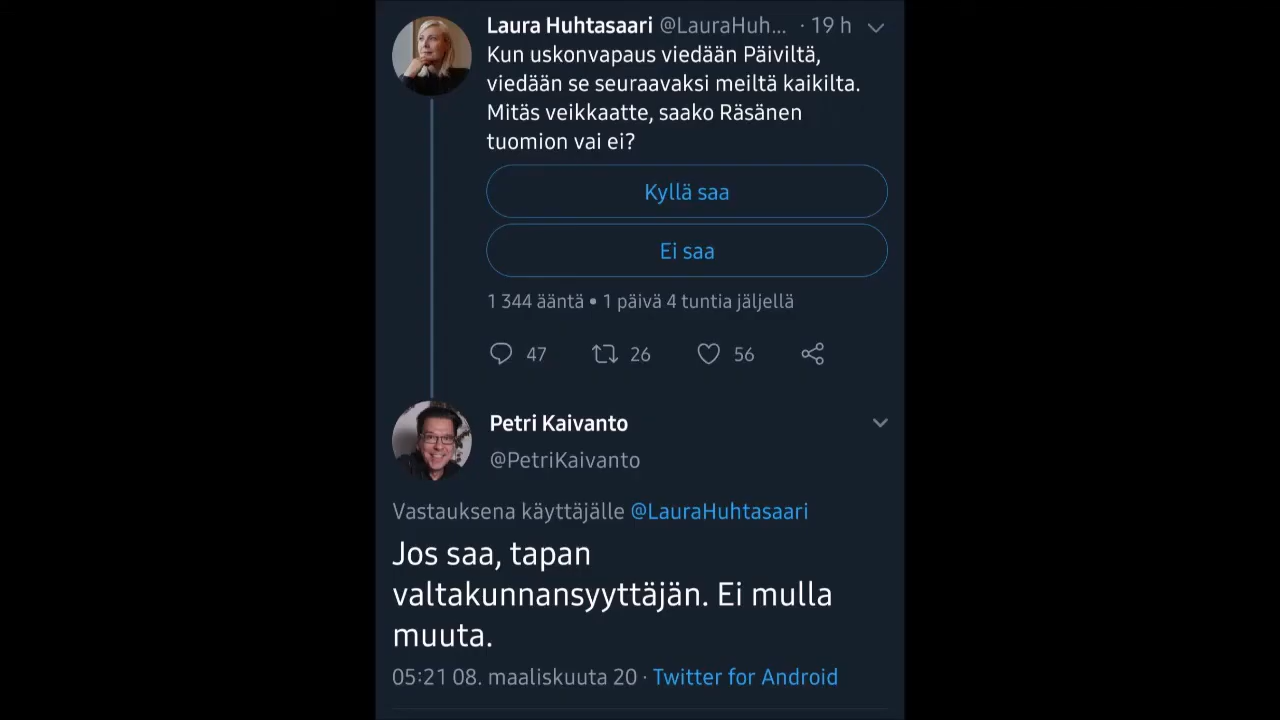 Laura Huhtasaari @LauraHuh... · 19 h
Kun uskonvapaus viedään Päiviltä,
viedään se seuraavaksi meiltä kaikilta.
Mitäs veikkaatte, saako Räsänen
tuomion vai ei?
Kyllä saa
Ei saa
1 344 ääntä • 1 päivä 4 tuntia jäljellä
47 26 56
Petri Kaivanto
@PetriKaivanto
Vastauksena käyttäjälle @LauraHuhtasaari
Jos saa, tapan
valtakunnansyyttäjän. Ei mulla
muuta.
05:21 08. maaliskuuta 20 · Twitter for Android